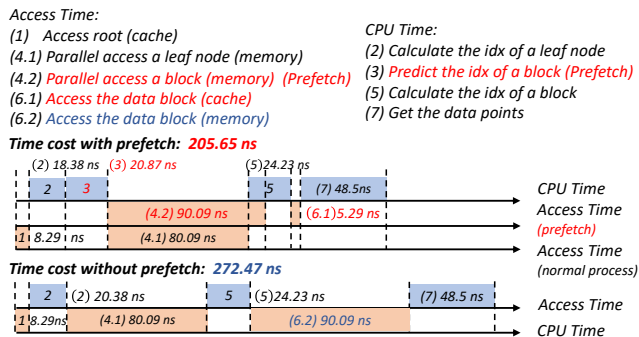 Access Time:
(1) Access root (cache)
(4.1) Parallel access a leaf node (memory)
(4.2) Parallel access a block (memory) (Prefetch)
(6.1) Access the data block (cache)
(6.2) Access the data block (memory)
CPU Time:
(2) Calculate the idx of a leaf node
(3) Predict the idx of a block (Prefetch)
(5) Calculate the idx of a block
(7) Get the data points
Time cost with prefetch: 205.65 ns
(2) 18.38 ns (3) 20.87 ns (5)24.23 ns
2 3 5 (7) 48.5ns CPU Time
(4.2) 90.09 ns (6.1)5.29 ns Access Time
(prefetch)
1 8.29 ns (4.1) 80.09 ns Access Time
(normal process)
Time cost without prefetch: 272.47 ns
2 (2) 20.38 ns 5 (5)24.23 ns (7) 48.5 ns Access Time
1 8.29ns (4.1) 80.09 ns (6.2) 90.09 ns CPU Time